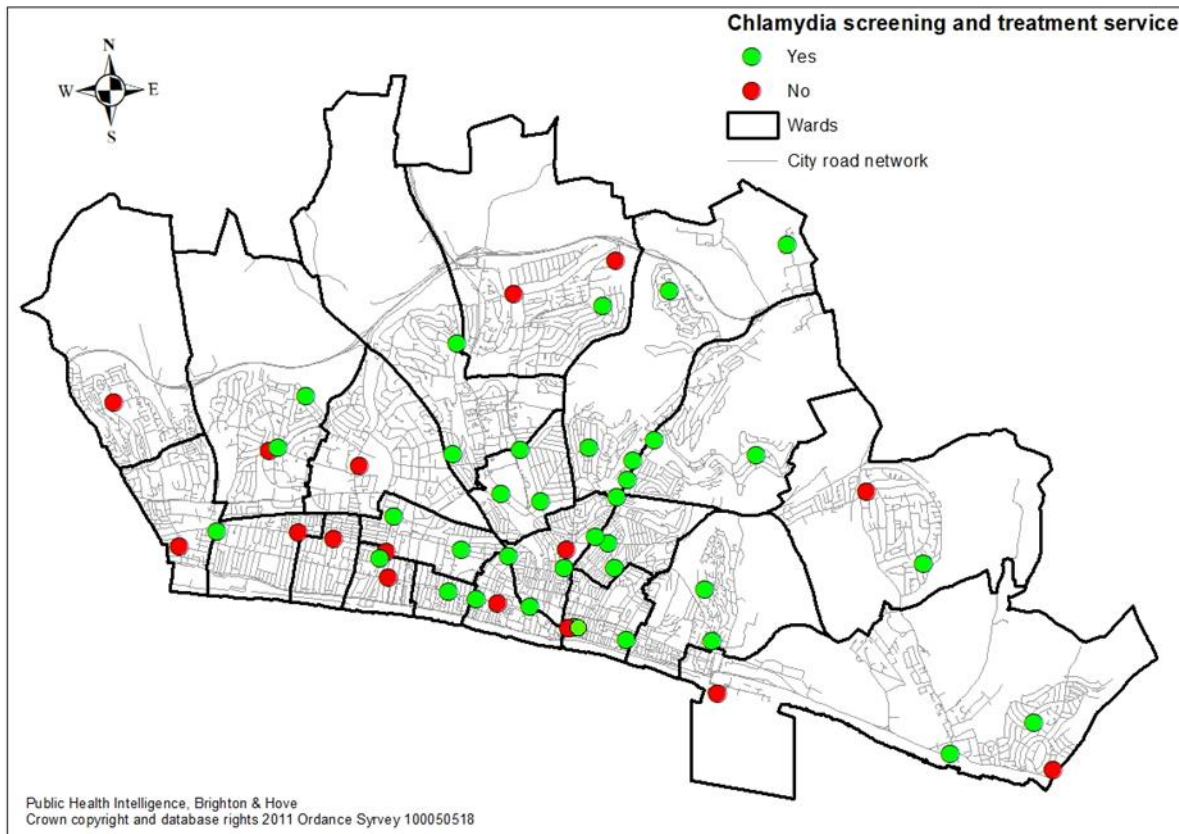 Chlamydia screening and treatment service
Yes
No
Wards
City road network
N
W E
S
Public Health Intelligence, Brighton & Hove
Crown copyright and database rights 2011 Ordance Syrvey 100050518